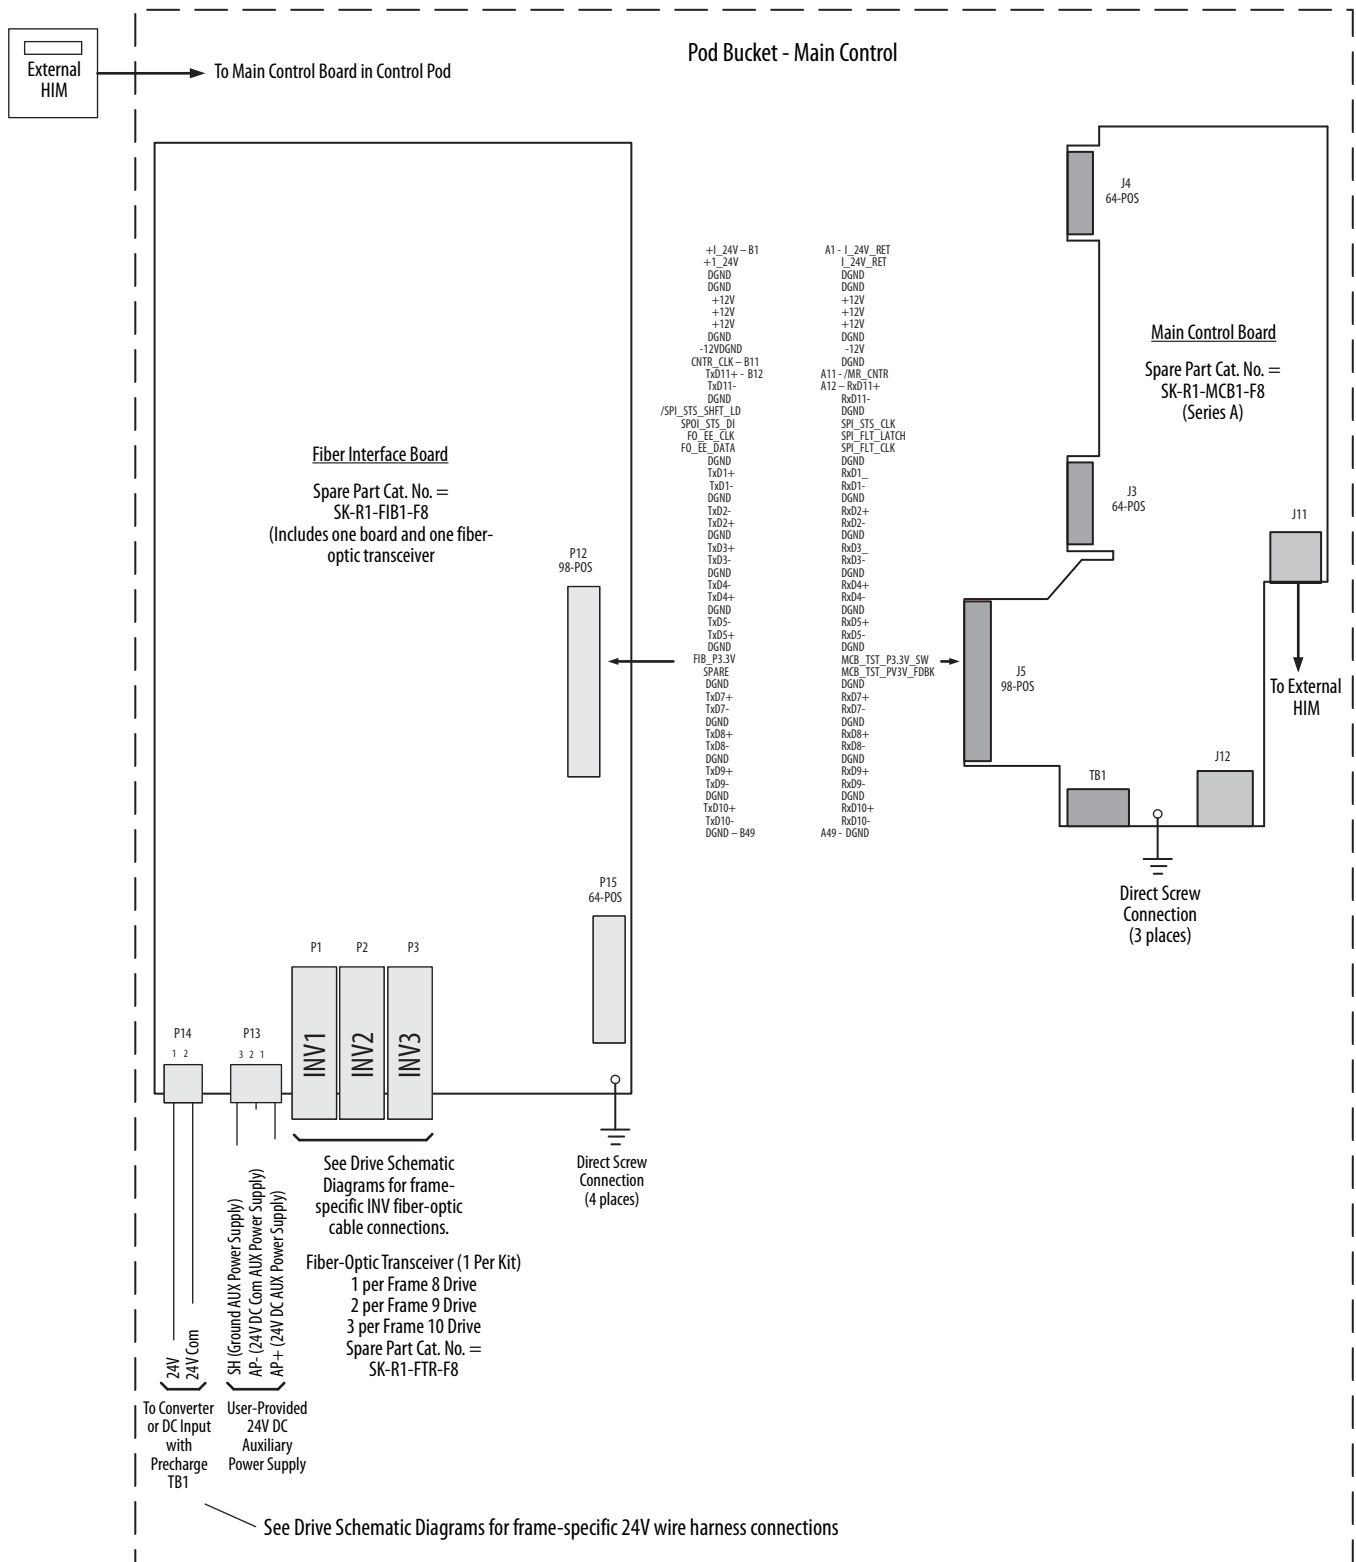 Pod Bucket - Main Control
External
HIM
To Main Control Board in Control Pod
J4
64-POS
Main Control Board
Spare Part Cat. No. =
SK-R1-MCB1-F8
(Series A)
J3
64-POS
J11
To External
HIM
J5
98-POS
J12
TB1
Direct Screw
Connection
(3 places)
+I_24V – B1
+1_24V
DGND
DGND
+12V
+12V
+12V
DGND
-12VDGND
CNTR_CLK – B11
TxD11+ - B12
TxD11-
DGND
/SPI_STS_SHFT_LD
SPOI_STS_DI
FO_EE_CLK
FO_EE_DATA
DGND
TxD1+
TxD1-
DGND
TxD2-
TxD2+
DGND
TxD3+
TxD3-
DGND
TxD4-
TxD4+
DGND
TxD5-
TxD5+
DGND
FIB_P3.3V
SPARE
DGND
TxD7+
TxD7-
DGND
TxD8+
TxD8-
DGND
TxD9+
TxD9-
DGND
TxD10+
TxD10-
DGND – B49
A1 - I_24V_RET
I_24V_RET
DGND
DGND
+12V
+12V
+12V
DGND
-12V
DGND
A11 - /MR_CNTR
A12 – RxD11+
RxD11-
DGND
SPI_STS_CLK
SPI_FLT_LATCH
SPI_FLT_CLK
DGND
RxD1_
RxD1-
DGND
RxD2+
RxD2-
DGND
RxD3_
RxD3-
DGND
RxD4+
RxD4-
DGND
RxD5+
RxD5-
DGND
MCB_TST_P3.3V_SW
MCB_TST_PV3V_FDBK
DGND
RxD7+
RxD7-
DGND
RxD8+
RxD8-
DGND
RxD9+
RxD9-
DGND
RxD10+
RxD10-
A49 - DGND
Fiber Interface Board
Spare Part Cat. No. =
SK-R1-FIB1-F8
(Includes one board and one fiber-
optic transceiver
P12
98-POS
P15
64-POS
P1 P2 P3
INV1
INV2
INV3
P14
1 2
P13
3 2 1
Direct Screw
Connection
(4 places)
See Drive Schematic
Diagrams for frame-
specific INV fiber-optic
cable connections.
Fiber-Optic Transceiver (1 Per Kit)
1 per Frame 8 Drive
2 per Frame 9 Drive
3 per Frame 10 Drive
Spare Part Cat. No. =
SK-R1-FTR-F8
24V
24V Com
SH (Ground AUX Power Supply)
AP- (24V DC Com AUX Power Supply)
AP+ (24V DC AUX Power Supply)
To Converter
or DC Input
with
Precharge
TB1
User-Provided
24V DC
Auxiliary
Power Supply
See Drive Schematic Diagrams for frame-specific 24V wire harness connections